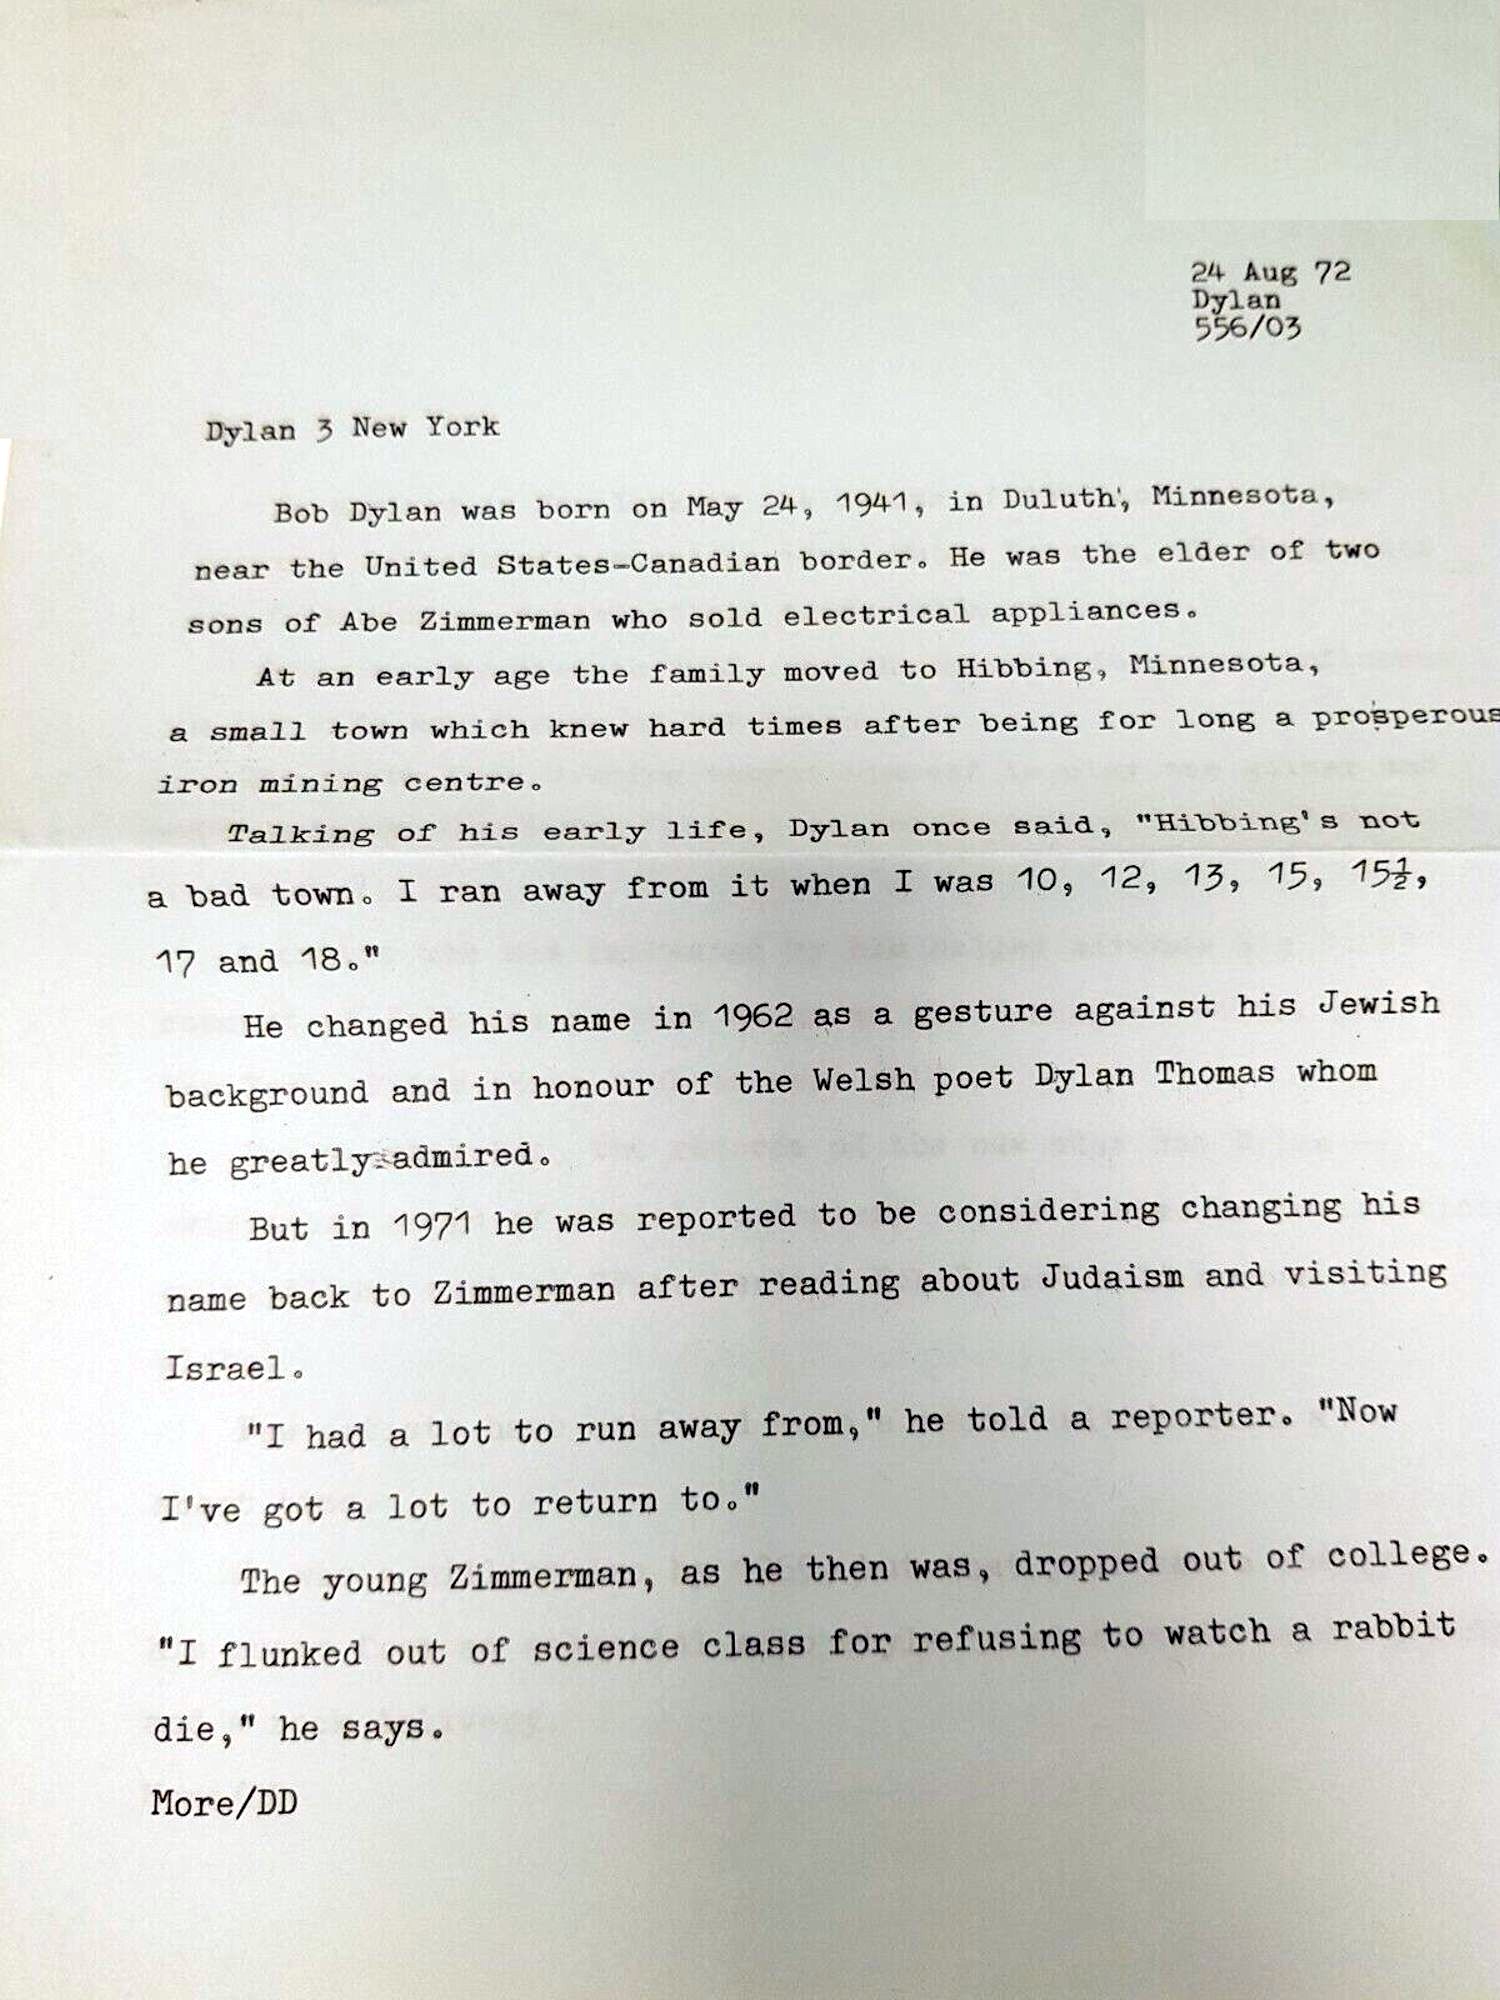 24 Aug 72
Dylan
556/03
Dylan 3 New York
Bob Dylan was born on May 24, 1941, in Duluth, Minnesota,
near the United States-Canadian border. He was the elder of two
sons of Abe Zimmerman who sold electrical appliances.
At an early age the family moved to Hibbing, Minnesota,
a small town which knew hard times after being for long a prosperous
iron mining centre.
Talking of his early life, Dylan once said, "Hibbing's not
a bad town. I ran away from it when I was 10, 12, 13, 15, 15½,
17 and 18."
He changed his name in 1962 as a gesture against his Jewish
background and in honour of the Welsh poet Dylan Thomas whom
he greatly admired.
But in 1971 he was reported to be considering changing his
name back to Zimmerman after reading about Judaism and visiting
Israel.
"I had a lot to run away from," he told a reporter. "Now
I've got a lot to return to."
The young Zimmerman, as he then was, dropped out of college.
"I flunked out of science class for refusing to watch a rabbit
die," he says.
More/DD